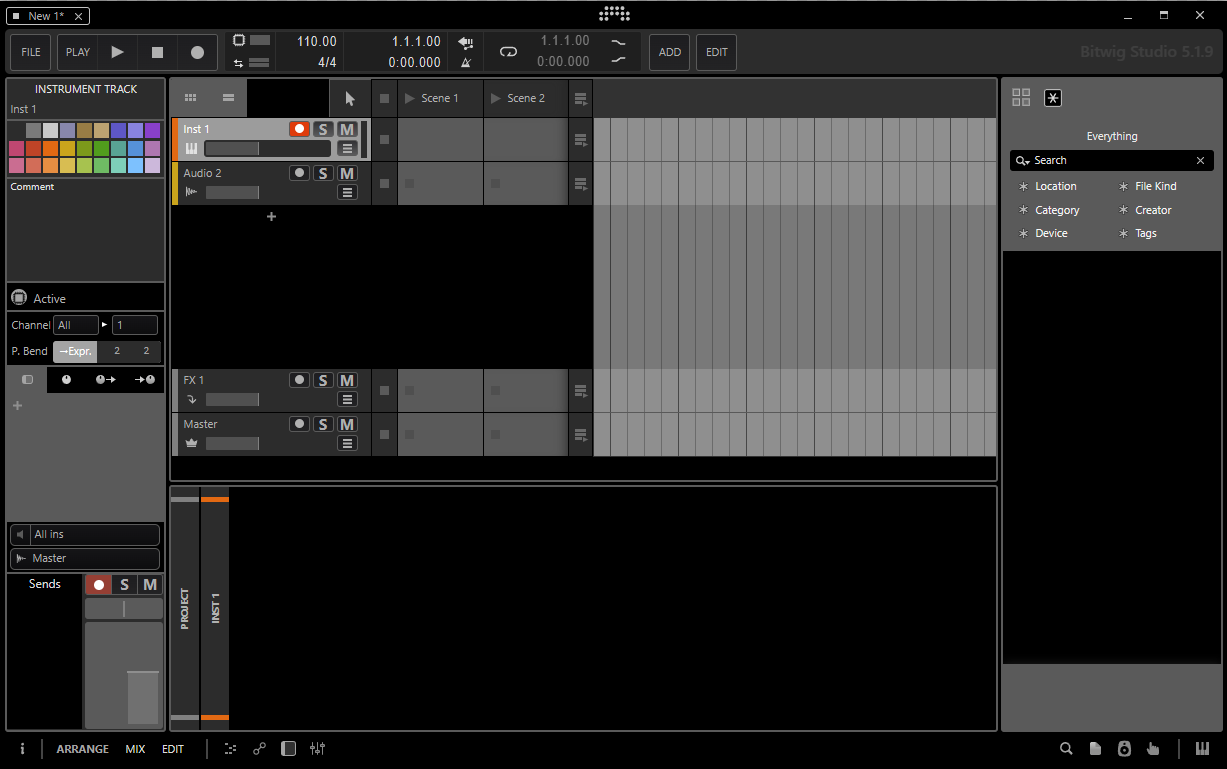 New 1*
FILE
PLAY
110.00
4/4
1.1.1.00
0:00.000
1.1.1.00
0:00.000
ADD
EDIT
Bitwig Studio 5.1.9
INSTRUMENT TRACK
Inst 1
Comment
Active
Channel All 1
P. Bend →Expr. 2 2
All ins
Master
Sends
S M
Scene 1
Scene 2
Inst 1
S M
Audio 2
S M
FX 1
S M
Master
S M
PROJECT
INST 1
Everything
Search
Location File Kind
Category Creator
Device Tags
i ARRANGE MIX EDIT